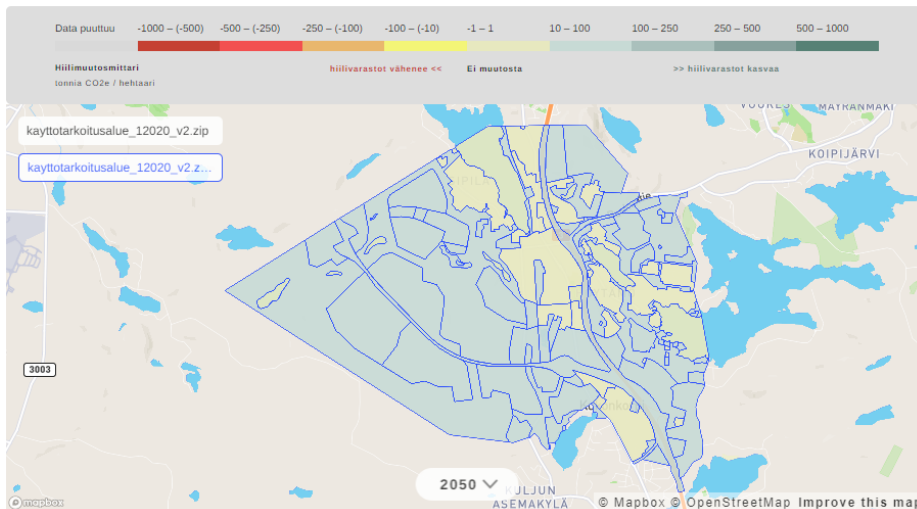 Data puuttuu -1000 – (-500) -500 – (-250) -250 – (-100) -100 – (-10) -1 – 1 10 – 100 100 – 250 250 – 500 500 – 1000
Hiilimuutosmittari hiilivarastot vähenee << Ei muutosta >> hiilivarastot kasvaa
tonnia CO2e / hehtaari
kayttotarkoitusalue_12020_v2.zip
kayttotarkoitusalue_12020_v2.z...
MÄYRÄNMÄKI
KOIPIJÄRVI
3003
2050
KULJUN
ASEMAKYLÄ
mapbox
© Mapbox © OpenStreetMap Improve this map